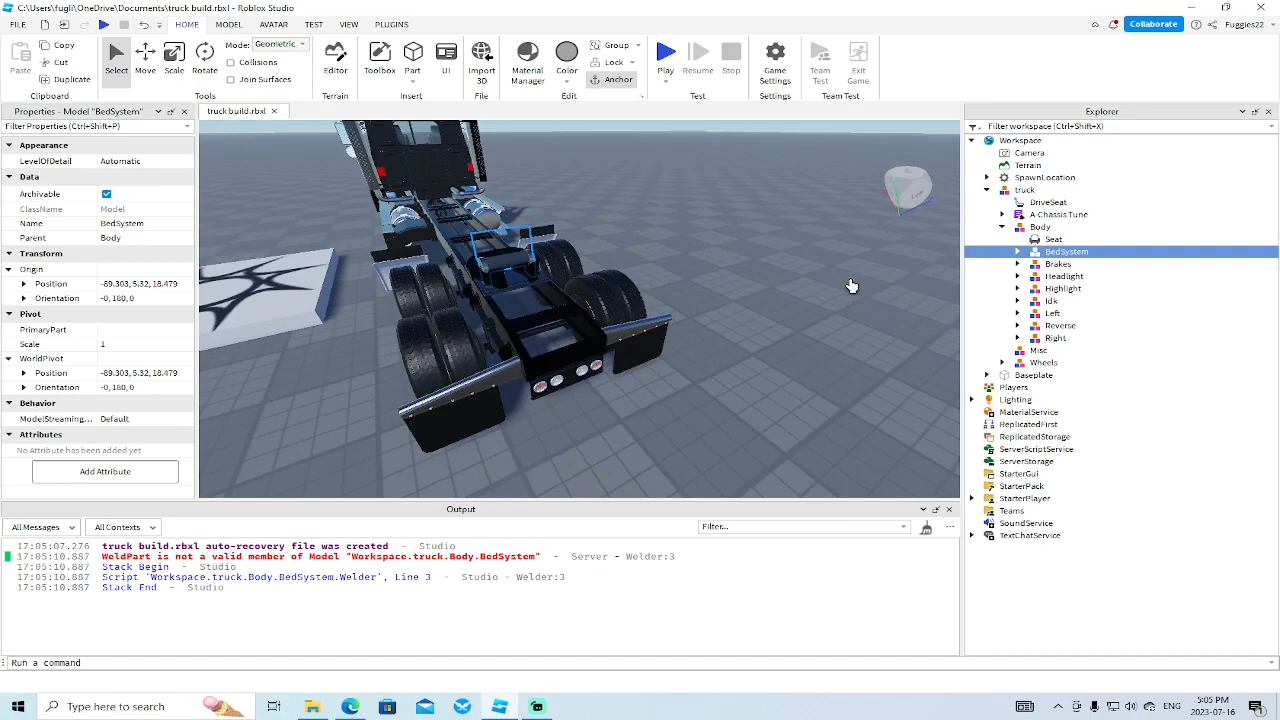 C:\Users\fugli\OneDrive\Documents\truck build.rbxl - Roblox Studio
FILE
HOME
MODEL
AVATAR
TEST
VIEW
PLUGINS
Collaborate
Fuggies22
Paste
Copy
Cut
Duplicate
Clipboard
Select
Move
Scale
Rotate
Mode: Geometric
Collisions
Join Surfaces
Tools
Editor
Terrain
Toolbox
Part
UI
Insert
Import 3D
File
Material Manager
Color
Group
Lock
Anchor
Edit
Play
Resume
Stop
Test
Game Settings
Settings
Team Test
Exit Game
Team Test
Properties - Model "BedSystem"
Filter Properties (Ctrl+Shift+P)
Appearance
LevelOfDetail Automatic
Data
Archivable
ClassName Model
Name BedSystem
Parent Body
Transform
Origin
Position -89.303, 5.32, 18.479
Orientation -0, 180, 0
Pivot
PrimaryPart
Scale 1
WorldPivot
Position -89.303, 5.32, 18.479
Orientation -0, 180, 0
Behavior
ModelStreaming... Default
Attributes
No Attribute has been added yet
Add Attribute
truck build.rbxl
Left
Explorer
Filter workspace (Ctrl+Shift+X)
Workspace
Camera
Terrain
SpawnLocation
truck
DriveSeat
A-Chassis Tune
Body
Seat
BedSystem
Brakes
Headlight
Highlight
Idk
Left
Reverse
Right
Misc
Wheels
Baseplate
Players
Lighting
MaterialService
ReplicatedFirst
ReplicatedStorage
ServerScriptService
ServerStorage
StarterGui
StarterPack
StarterPlayer
Teams
SoundService
TextChatService
Output
All Messages
All Contexts
Filter...
17:05:07.276 truck build.rbxl auto-recovery file was created - Studio
17:05:10.887 WeldPart is not a valid member of Model "Workspace.truck.Body.BedSystem" - Server - Welder:3
17:05:10.887 Stack Begin - Studio
17:05:10.887 Script 'Workspace.truck.Body.BedSystem.Welder', Line 3 - Studio - Welder:3
17:05:10.887 Stack End - Studio
Run a command
Type here to search
ENG
5:05 PM
2023-07-16